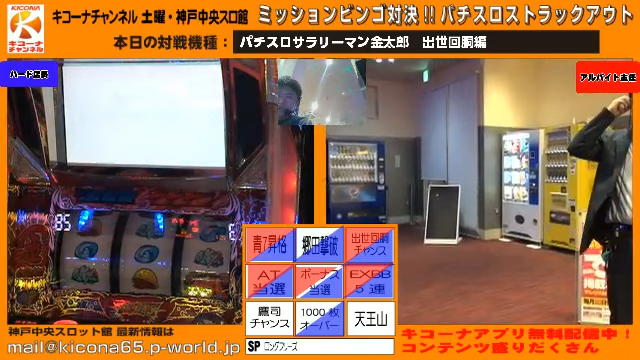 KICONA
キコーナ
チャンネル
キコーナチャンネル 土曜・神戸中央スロ館 ミッションビンゴ対決!! パチスロストラックアウト
本日の対戦機種： パチスロサラリーマン金太郎 出世回胴編
アルバイト主任
85
青7昇格 郷田撃破 出世回胴チャンス
AT当選 ボーナス当選 EXBB5連
鷹司チャンス 1000枚オーバー 天王山
SP ロングフリーズ
神戸中央スロット館 最新情報は
mail@kicona65.p-world.jp
キコーナアプリ無料配信中！
コンテンツ盛りだくさん